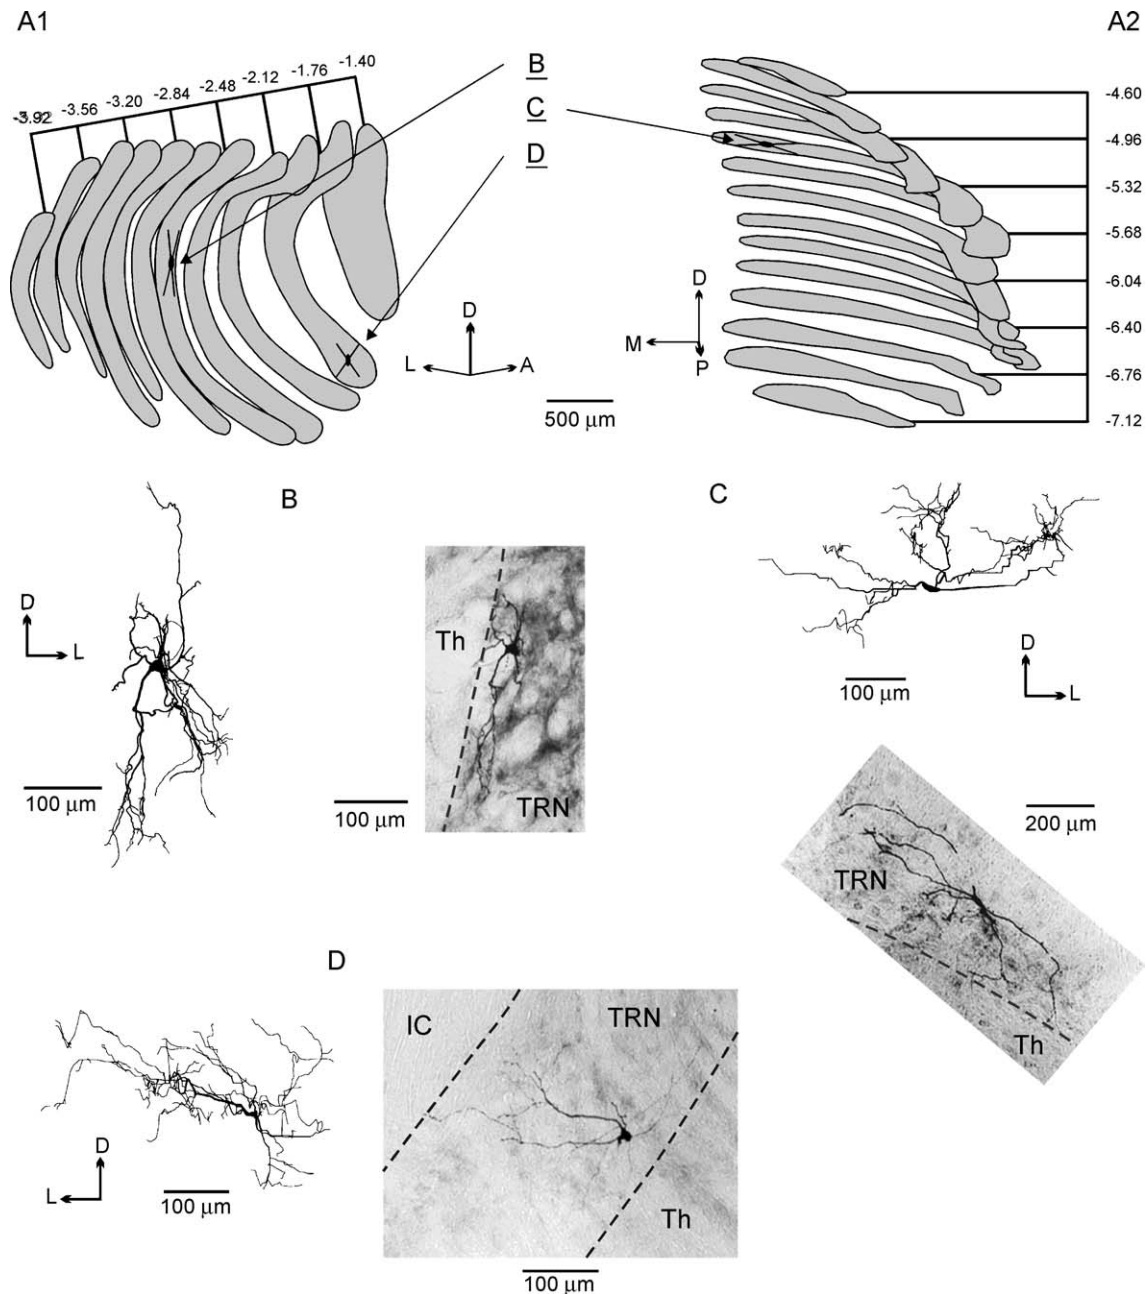 A1
A2
-3.92
-3.56
-3.20
-2.84
-2.48
-2.12
-1.76
-1.40
B
C
D
D
L
A
500 μm
D
M
P
-4.60
-4.96
-5.32
-5.68
-6.04
-6.40
-6.76
-7.12
B
D
L
100 μm
Th
TRN
100 μm
C
100 μm
D
L
200 μm
TRN
Th
D
D
L
100 μm
IC
TRN
Th
100 μm